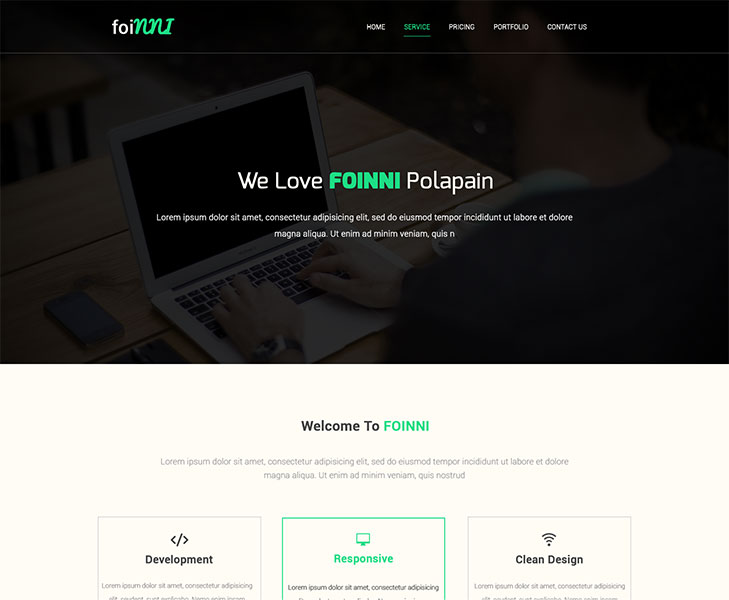 foiNNI
HOME SERVICE PRICING PORTFOLIO CONTACT US
We Love FOINNI Polapain
Lorem ipsum dolor sit amet, consectetur adipisicing elit, sed do eiusmod tempor incididunt ut labore et dolore
magna aliqua. Ut enim ad minim veniam, quis n
Welcome To FOINNI
Lorem ipsum dolor sit amet, consectetur adipisicing elit, sed do eiusmod tempor incididunt ut labore et dolore
magna aliqua. Ut enim ad minim veniam, quis nostrud
Development
Lorem ipsum dolor sit amet, consectetur adipisicing
Responsive
Lorem ipsum dolor sit amet, consectetur adipisicing
Clean Design
Lorem ipsum dolor sit amet, consectetur adipisicing